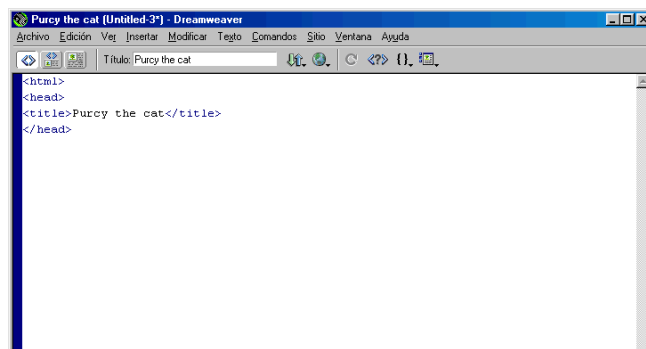 Purcy the cat (Untitled-3*) - Dreamweaver
Archivo Edición Ver Insertar Modificar Texto Comandos Sitio Ventana Ayuda
Título: Purcy the cat
<html>
<head>
<title>Purcy the cat</title>
</head>